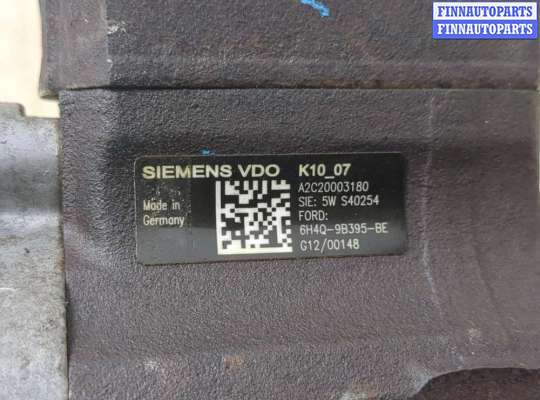 FINNAUTOPARTS
FINNAUTOPARTS
SIEMENS VDO K10_07
Made in
Germany
A2C20003180
SIE: 5W S40254
FORD:
6H4Q-9B395-BE
G12/00148